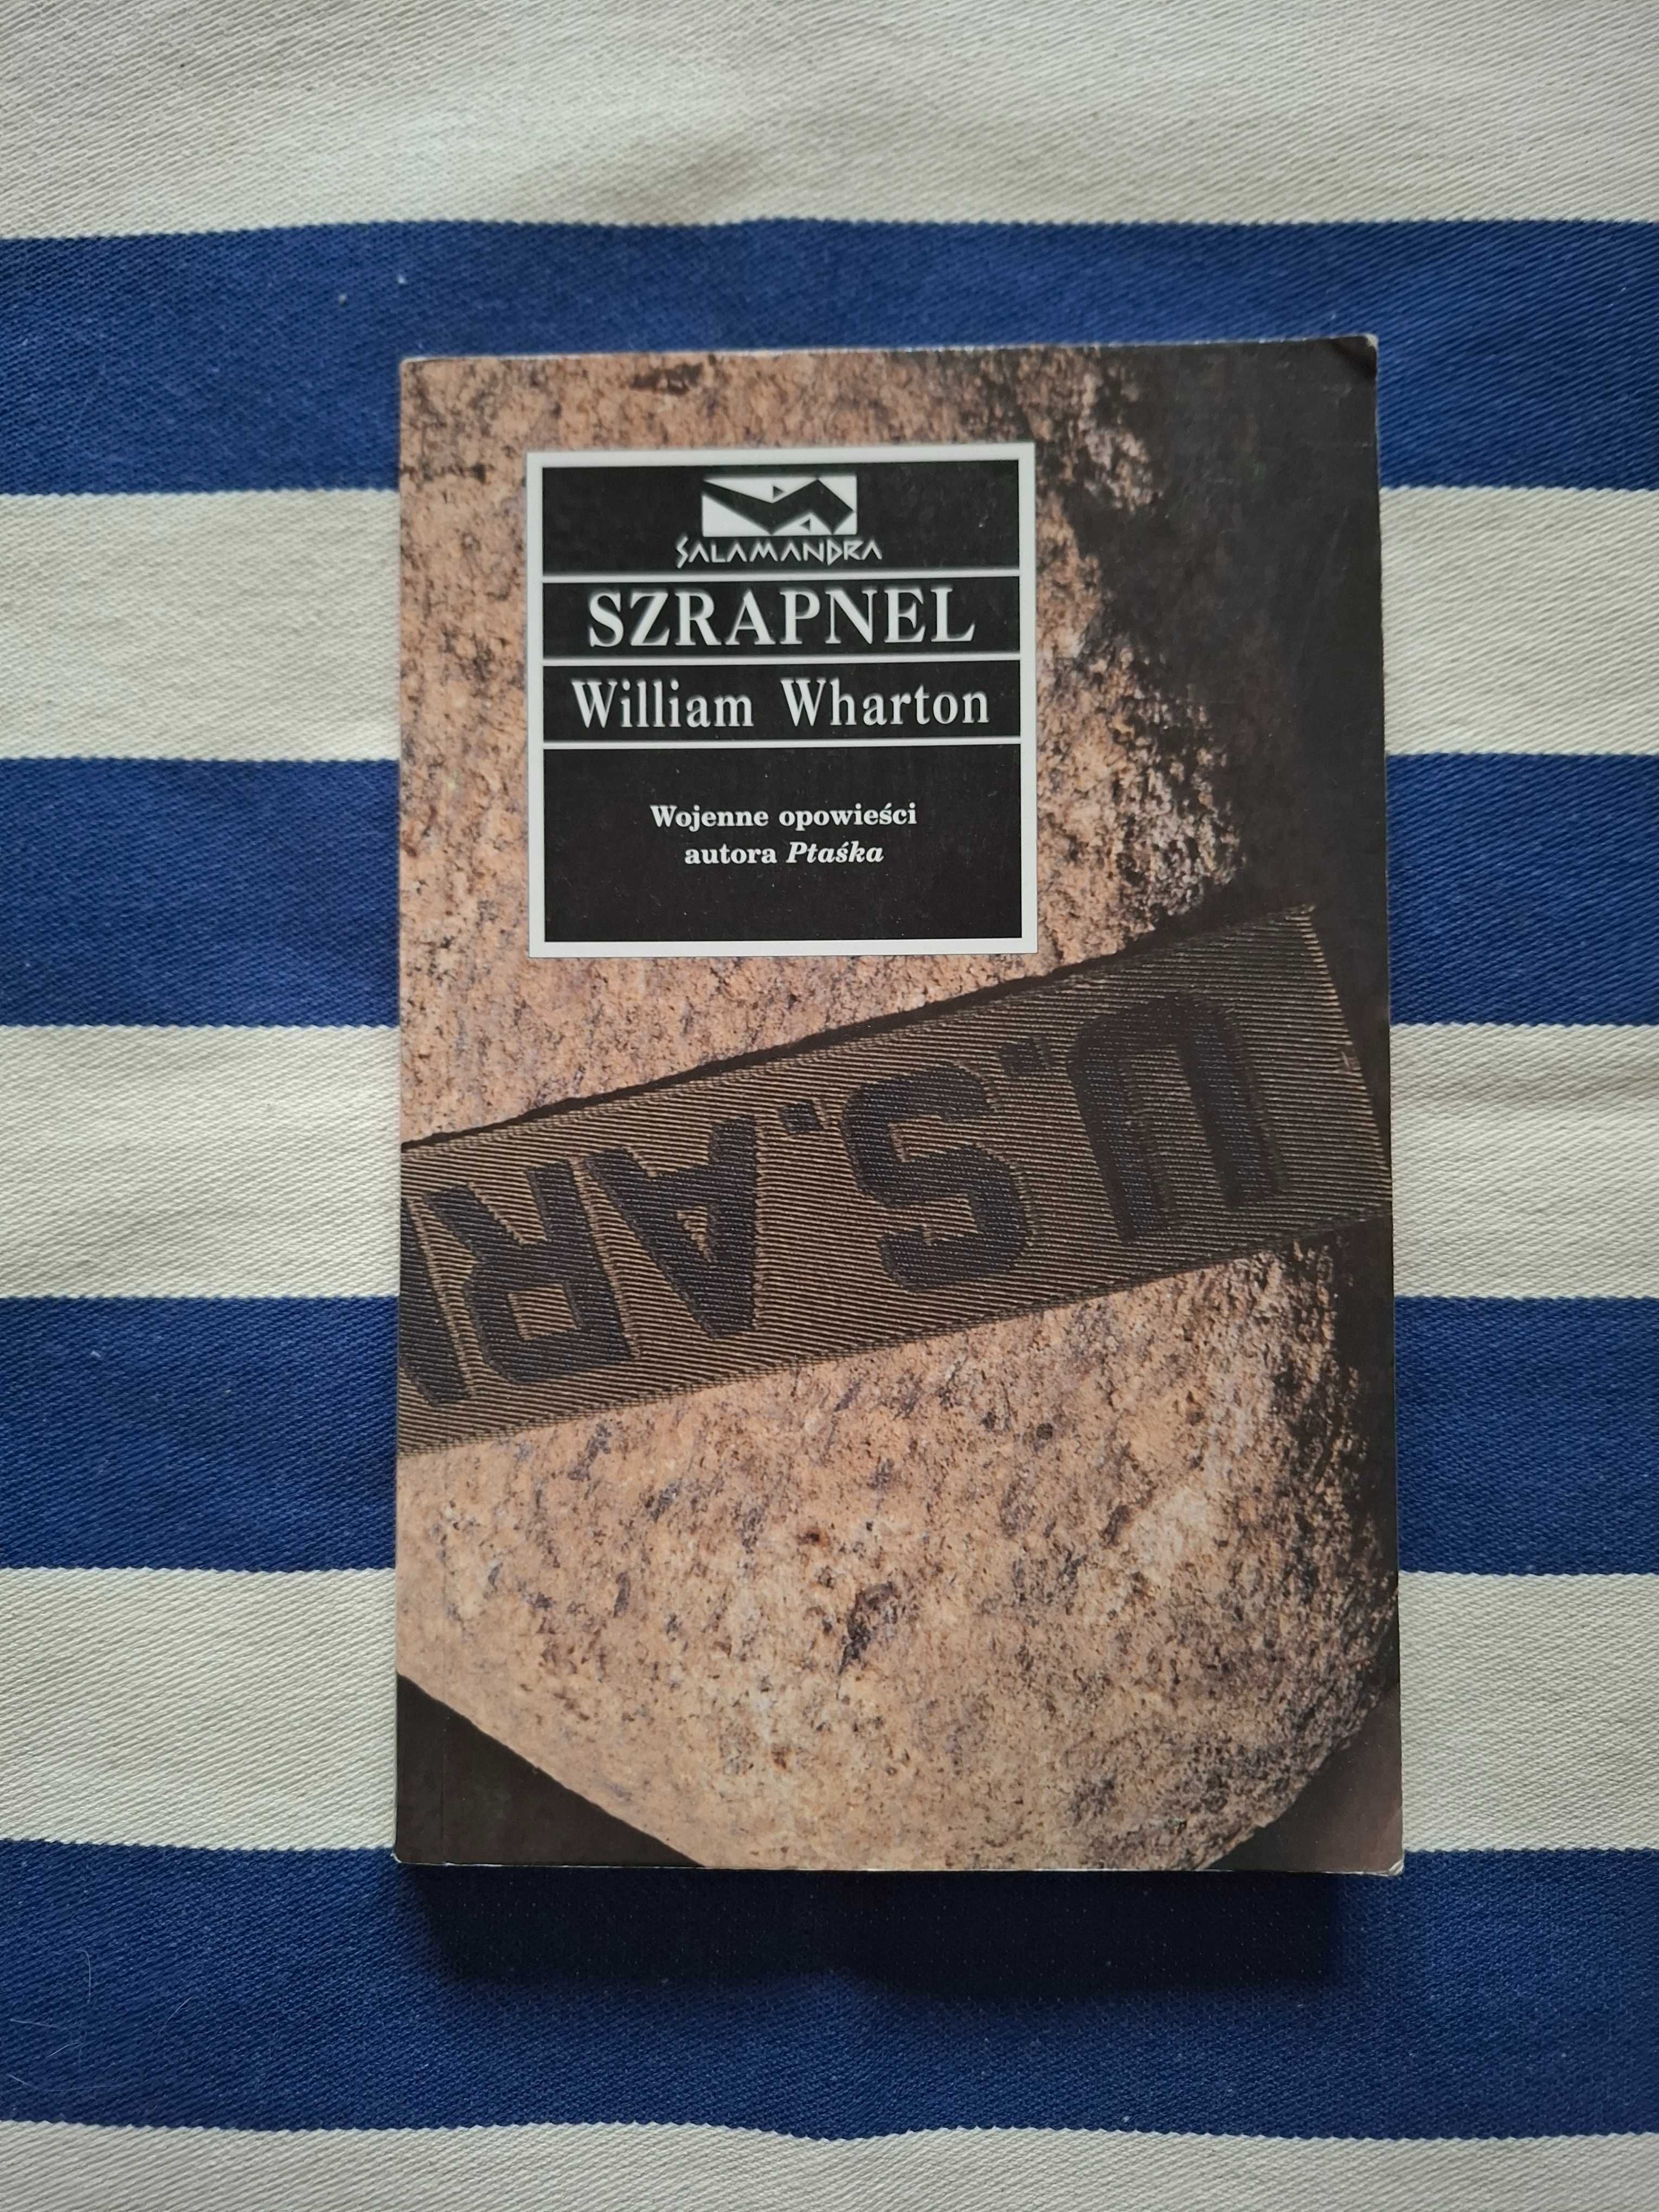 SALAMANDRA
SZRAPNEL
William Wharton
Wojenne opowieści
autora Ptaśka
U.S. AR